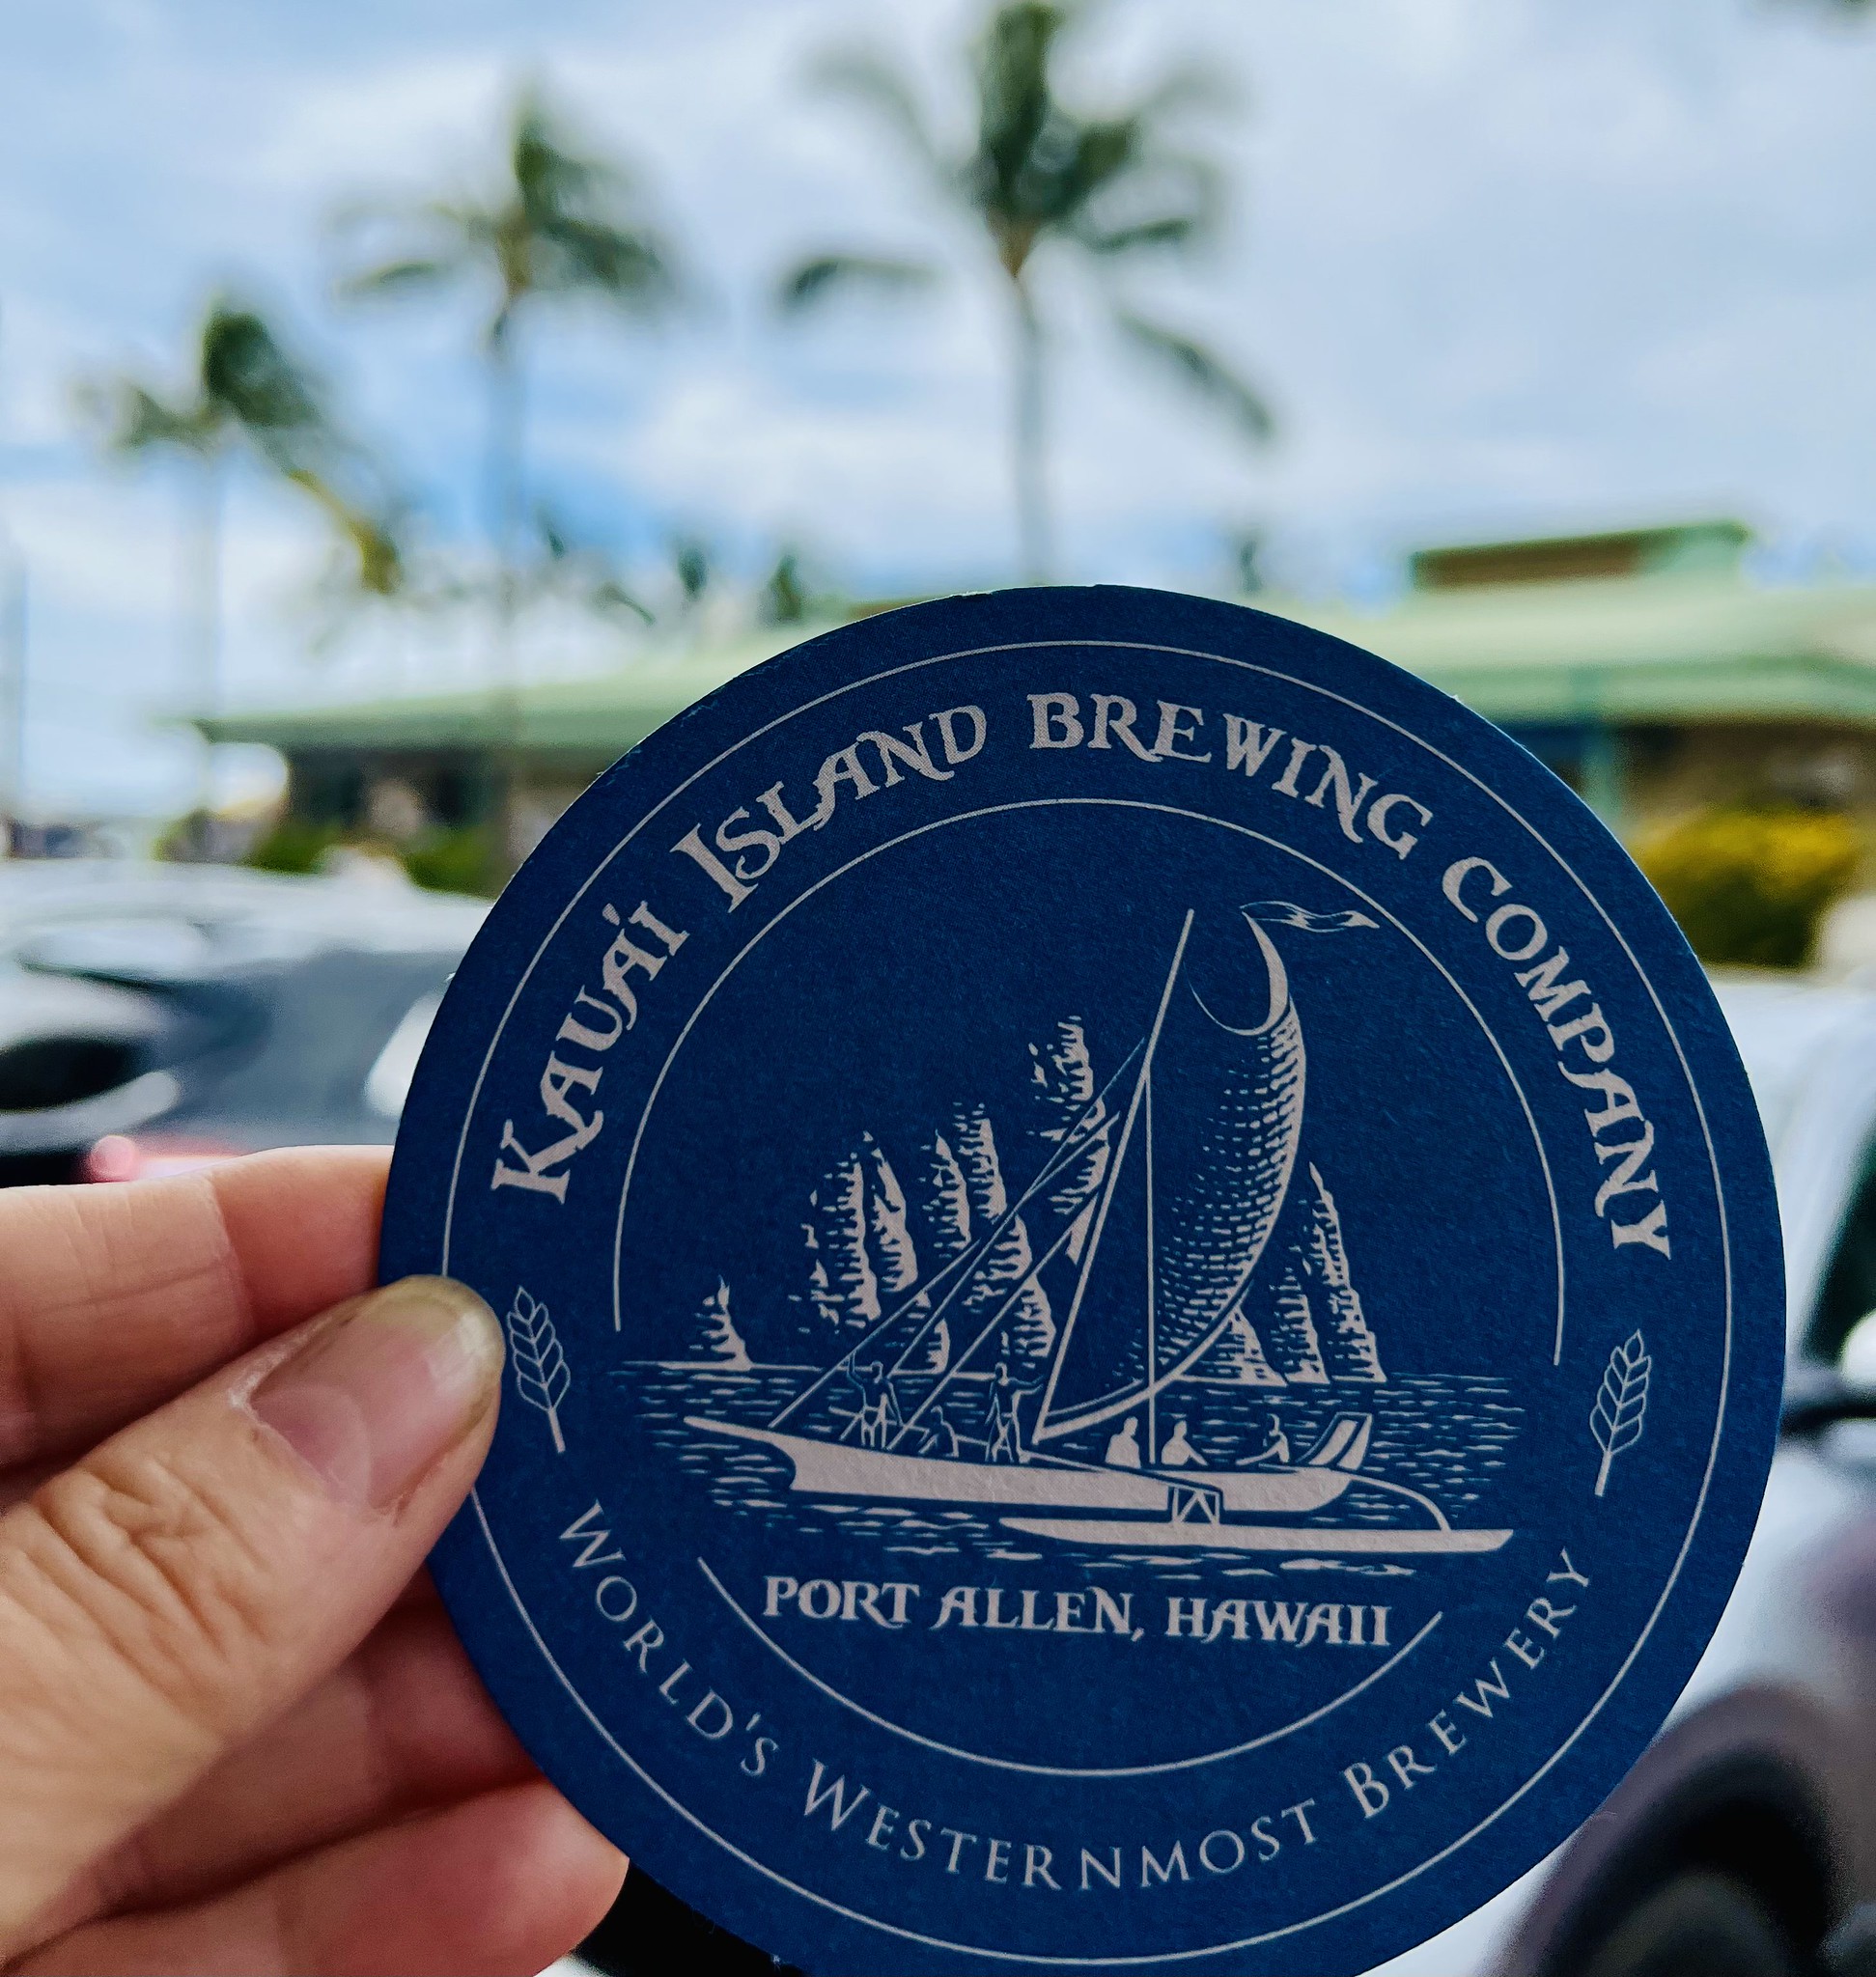 KAUA'I ISLAND BREWING COMPANY
PORT ALLEN, HAWAII
WORLD'S WESTERNMOST BREWERY